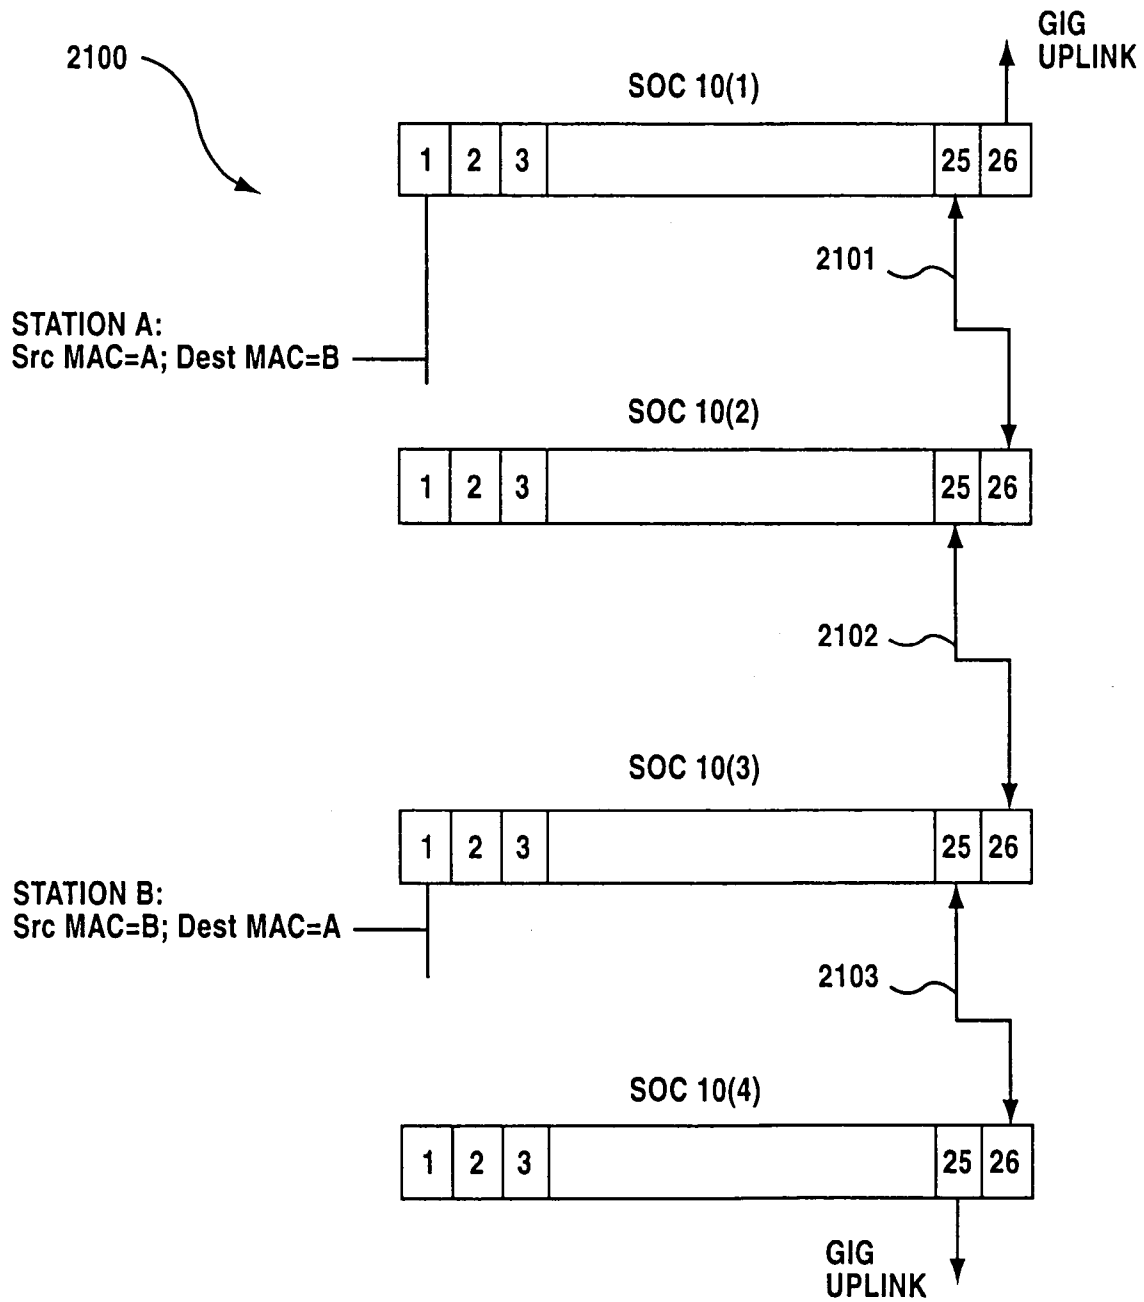 GIG
UPLINK
2100
SOC 10(1)
1 2 3 25 26
2101
STATION A:
Src MAC=A; Dest MAC=B
SOC 10(2)
1 2 3 25 26
2102
SOC 10(3)
1 2 3 25 26
STATION B:
Src MAC=B; Dest MAC=A
2103
SOC 10(4)
1 2 3 25 26
GIG
UPLINK